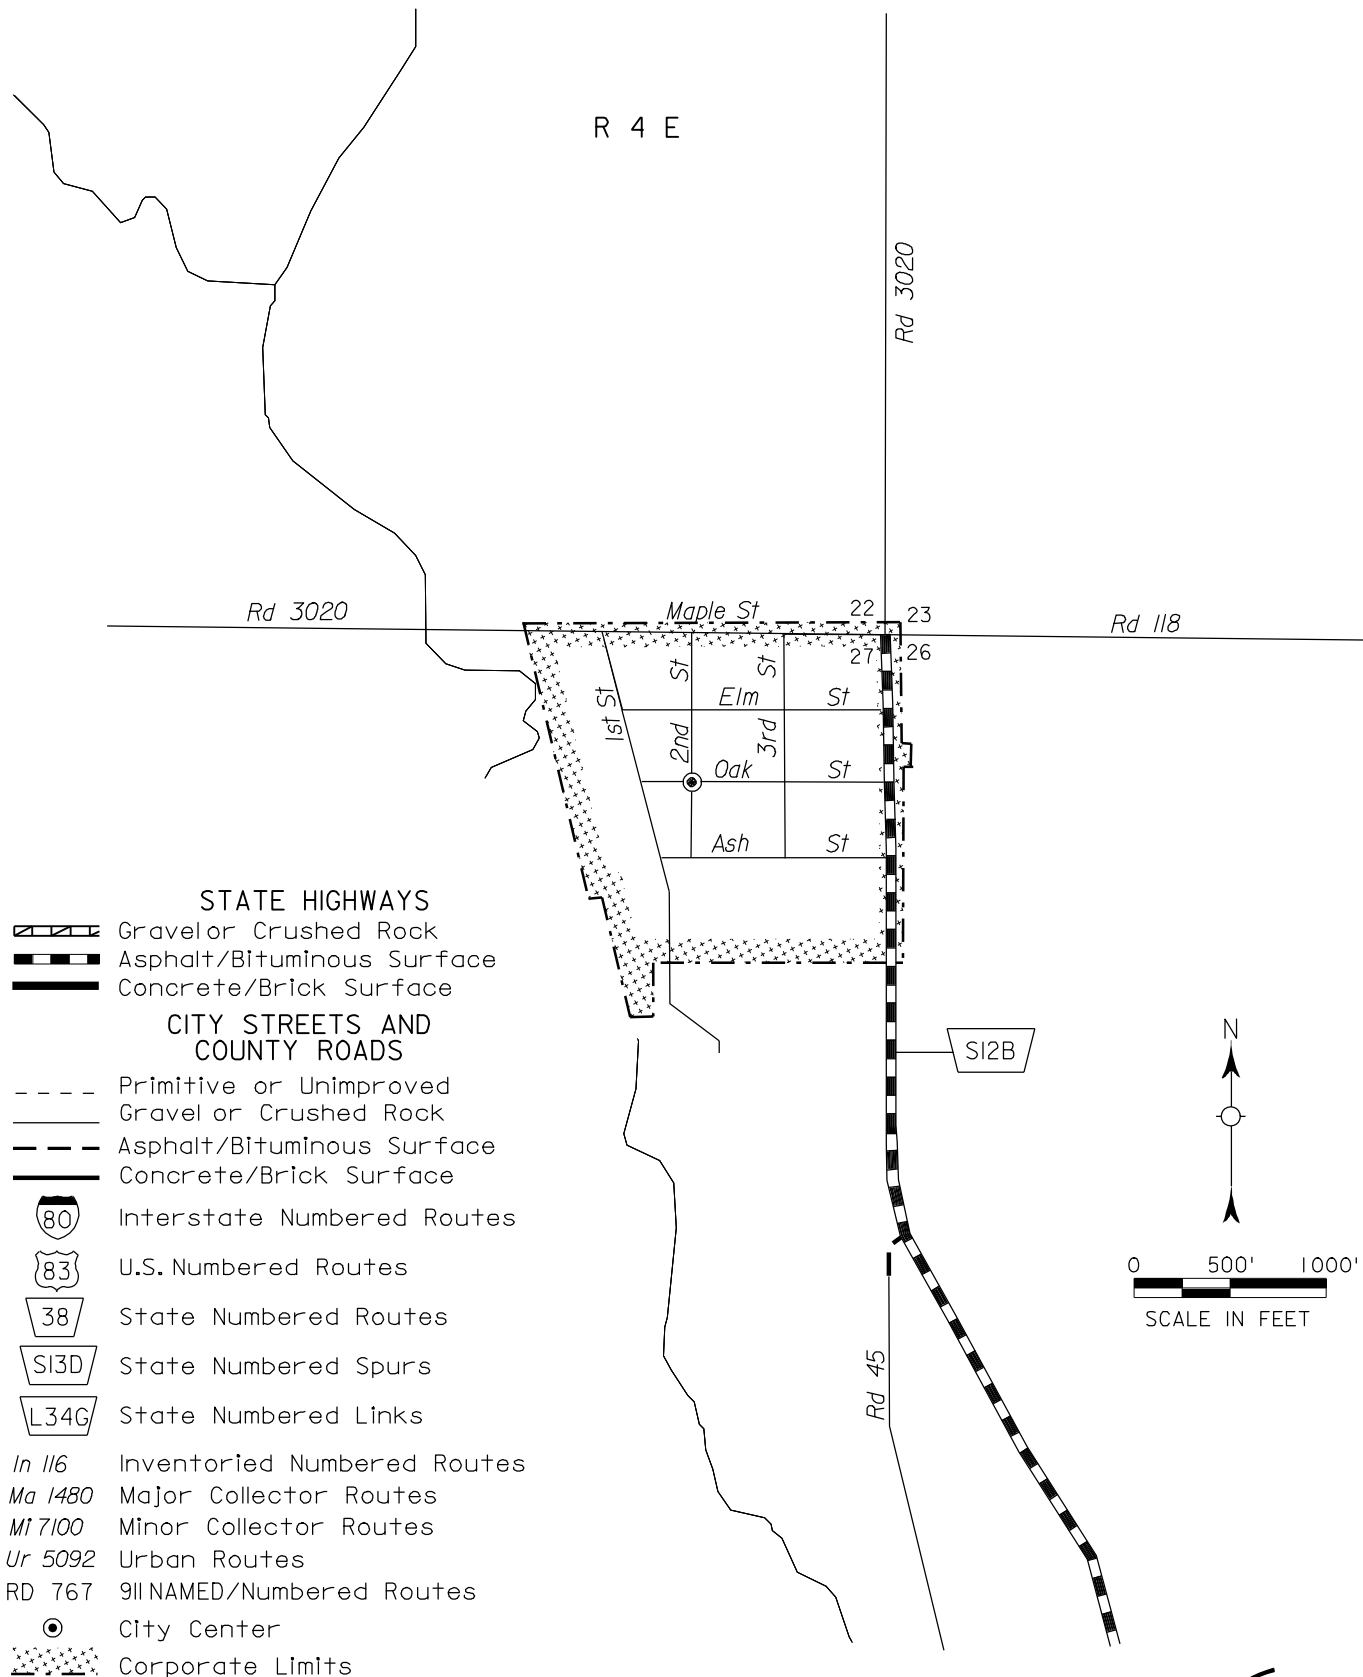 R 4 E
Rd 3020
Rd 3020
Maple St
22
23
Rd 118
27
26
1st St
2nd St
3rd St
Elm St
Oak St
Ash St
S12B
N
0 500' 1000'
SCALE IN FEET
Rd 45
STATE HIGHWAYS
Gravel or Crushed Rock
Asphalt/Bituminous Surface
Concrete/Brick Surface
CITY STREETS AND
COUNTY ROADS
Primitive or Unimproved
Gravel or Crushed Rock
Asphalt/Bituminous Surface
Concrete/Brick Surface
80 Interstate Numbered Routes
83 U.S. Numbered Routes
38 State Numbered Routes
S13D State Numbered Spurs
L34G State Numbered Links
In 116 Inventoried Numbered Routes
Ma 1480 Major Collector Routes
Mi 7100 Minor Collector Routes
Ur 5092 Urban Routes
RD 767 911 NAMED/Numbered Routes
City Center
Corporate Limits